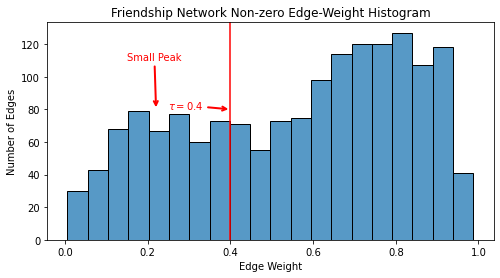 Friendship Network Non-zero Edge-Weight Histogram
Number of Edges
120
100
80
60
40
20
0
Small Peak
τ = 0.4
0.0 0.2 0.4 0.6 0.8 1.0
Edge Weight